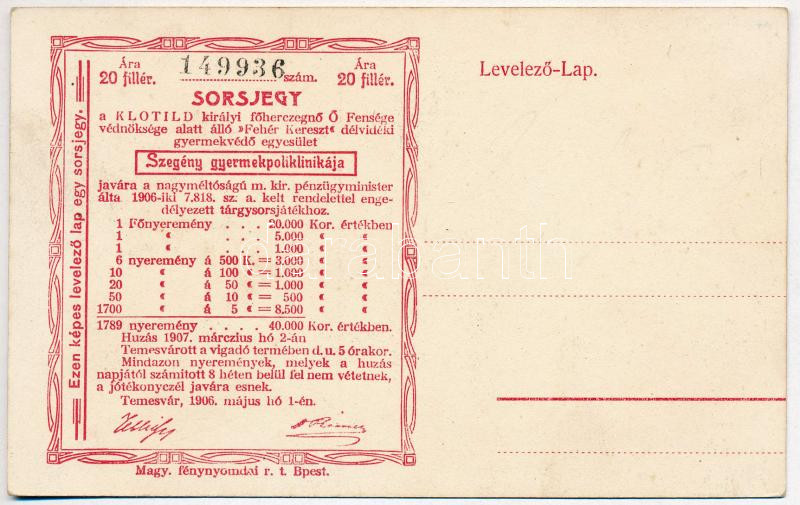 Ára 149936 szám. Ára
20 fillér. 20 fillér.
SORSJEGY
a KLOTILD királyi főherczegnő Ő Fensége
védnöksége alatt álló »Fehér Kereszt« délvidéki
gyermekvédő egyesület
Szegény gyermekpoliklinikája
javára a nagyméltóságú m. kir. pénzügyminister
álta 1906-iki 7.818. sz. a. kelt rendelettel enge-
délyezett tárgysorsjátékhoz.
1 Főnyeremény . . . 20.000 Kor. értékben
1 « . . . 5.000 « «
1 « . . . 1.000 « «
6 nyeremény á 500 K. = 3.000 « «
10 « á 100 « = 1.000 « «
20 « á 50 « = 1.000 « «
50 « á 10 « = 500 « «
1700 « á 5 « = 8.500 « «
1789 nyeremény . . . . 40.000 Kor. értékben.
Huzás 1907. márczius hó 2-án
Temesvárott a vigadó termében d. u. 5 órakor.
Mindazon nyeremények, melyek a huzás
napjától számított 8 héten belül fel nem vétetnek,
a jótékonyczél javára esnek.
Temesvár, 1906. május hó 1-én.
Magy. fénynyomdai r. t. Bpest.
Ezen képes levelező lap egy sorsjegy.
Levelező-Lap.
darabanth